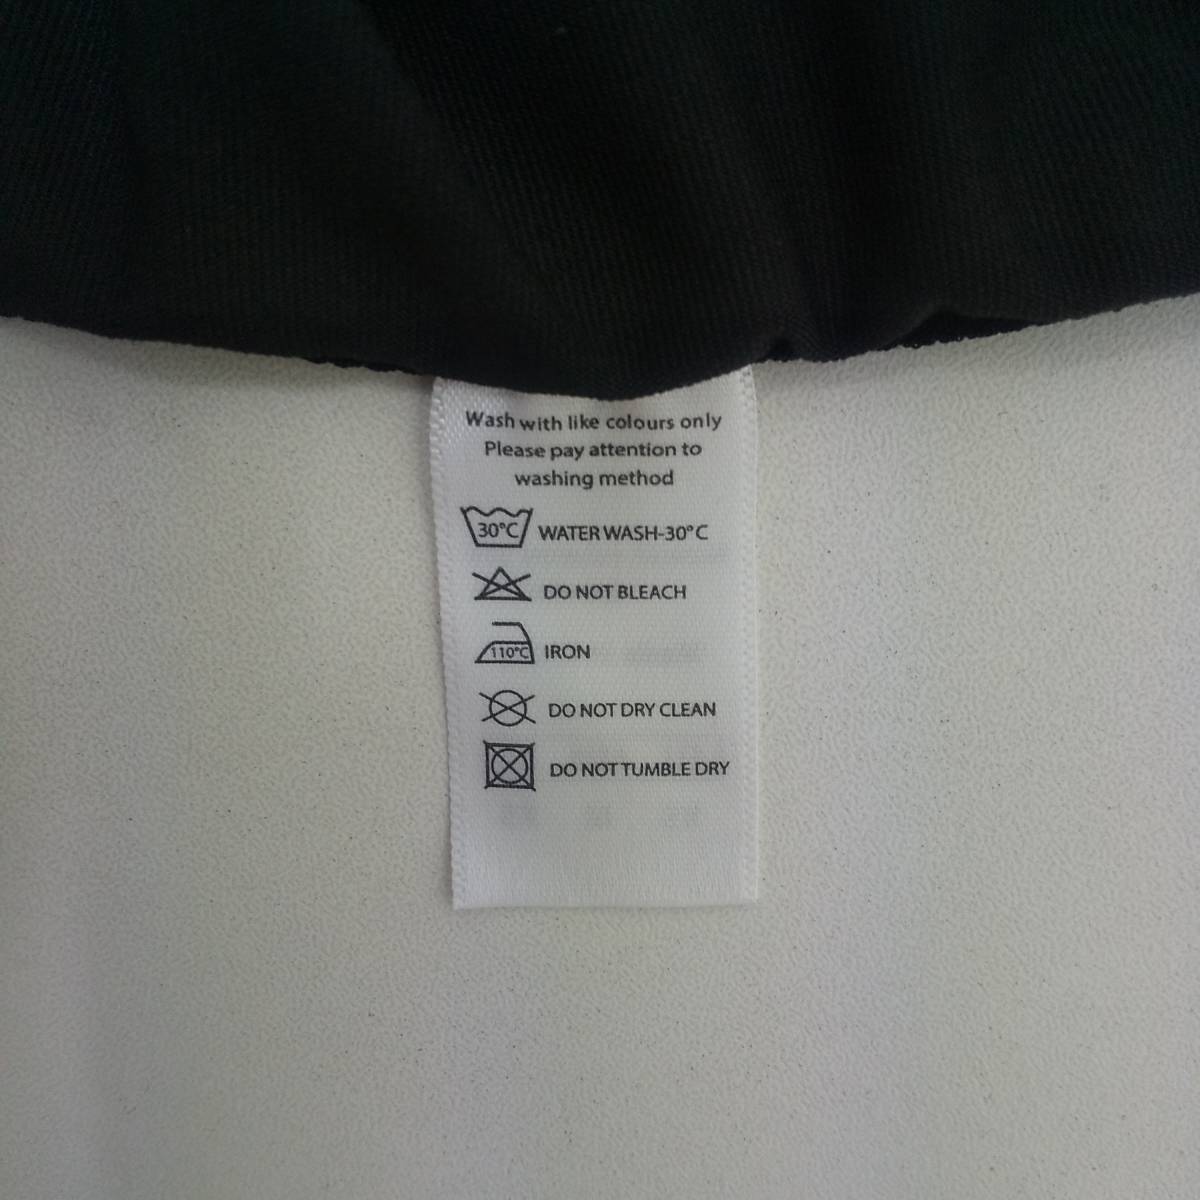 Wash with like colours only
Please pay attention to
washing method
30°C WATER WASH-30°C
DO NOT BLEACH
110°C IRON
DO NOT DRY CLEAN
DO NOT TUMBLE DRY